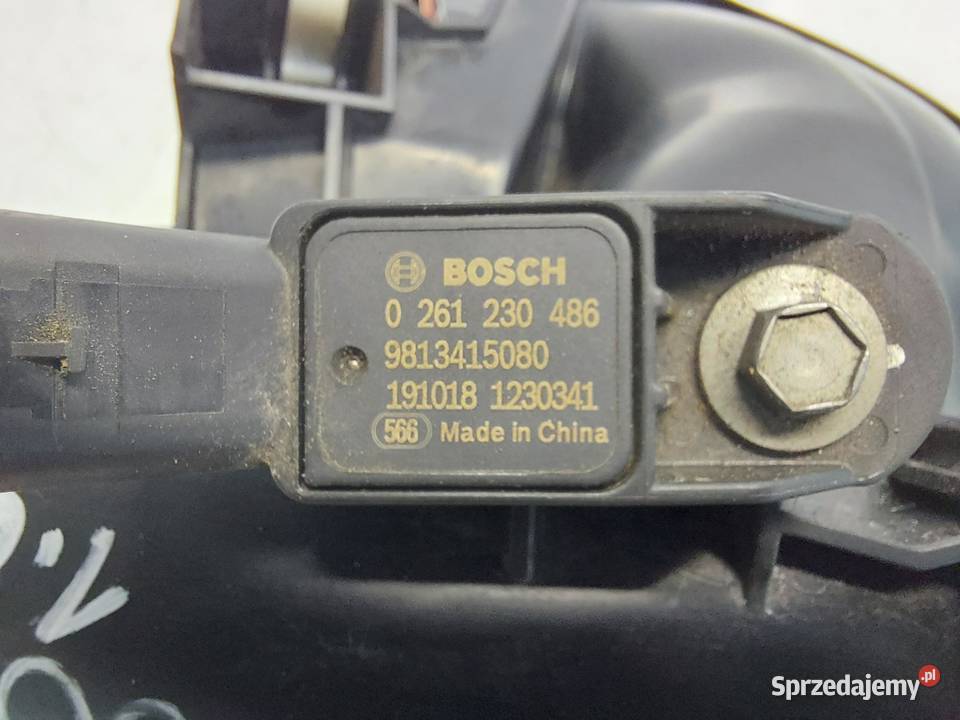 BOSCH
0 261 230 486
9813415080
191018 1230341
566 Made in China
Sprzedajemy.pl